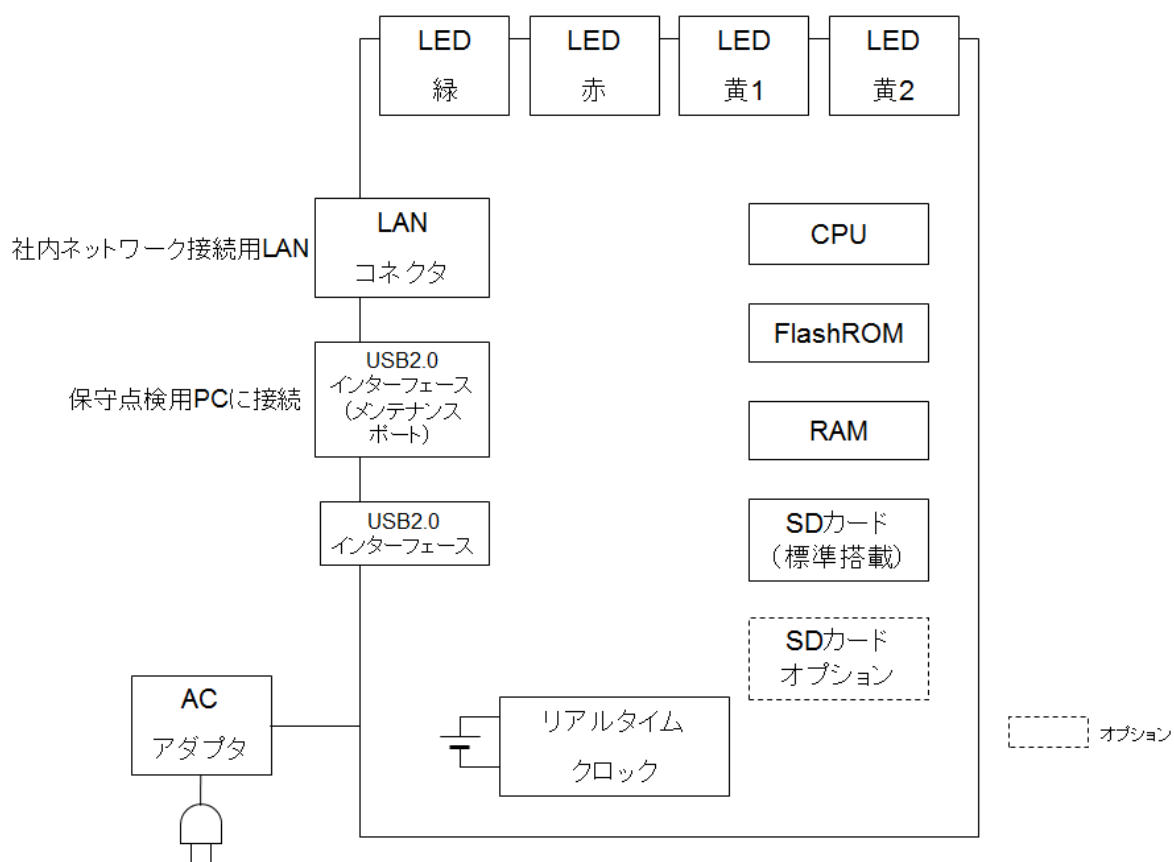 LED
緑
LED
赤
LED
黄1
LED
黄2
社内ネットワーク接続用LAN
LAN
コネクタ
CPU
FlashROM
保守点検用PCに接続
USB2.0
インターフェース
(メンテナンス
ポート)
RAM
USB2.0
インターフェース
SDカード
(標準搭載)
SDカード
オプション
AC
アダプタ
リアルタイム
クロック
オプション